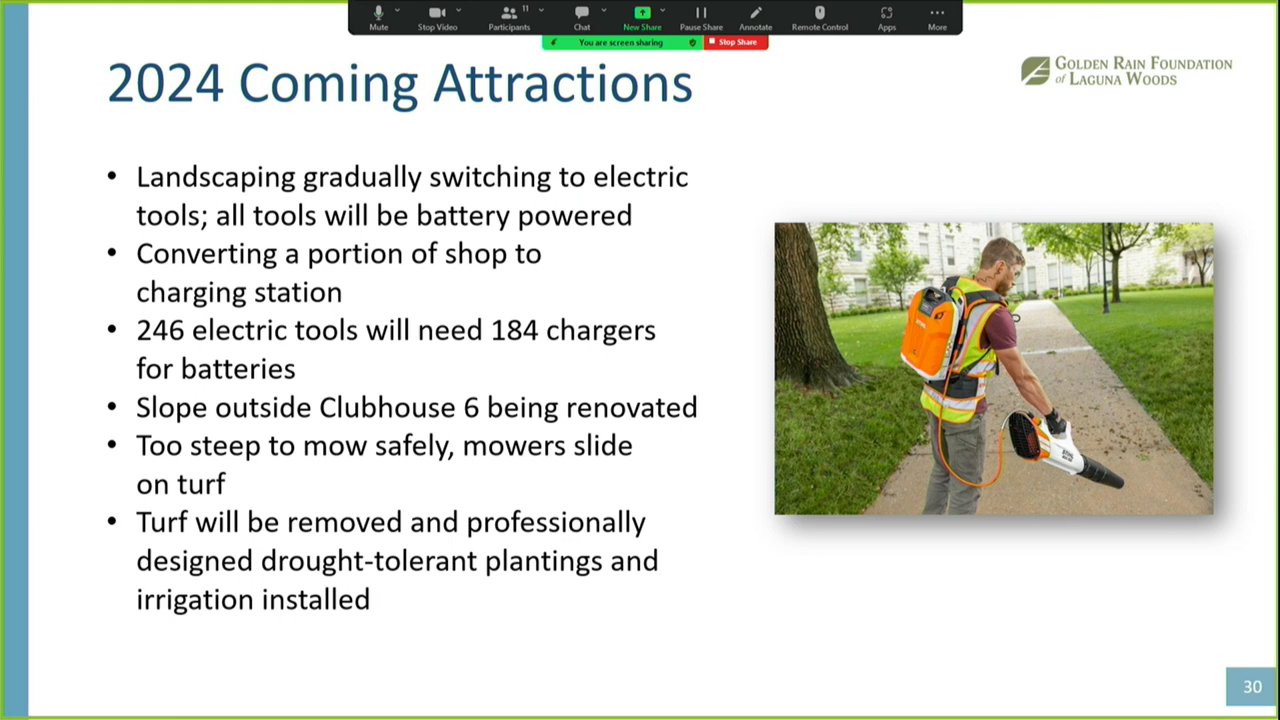 Mute
Stop Video
Participants
11
Chat
New Share
Pause Share
Annotate
Remote Control
Apps
More
You are screen sharing
Stop Share
2024 Coming Attractions
GOLDEN RAIN FOUNDATION
of LAGUNA WOODS
• Landscaping gradually switching to electric
tools; all tools will be battery powered
• Converting a portion of shop to
charging station
• 246 electric tools will need 184 chargers
for batteries
• Slope outside Clubhouse 6 being renovated
• Too steep to mow safely, mowers slide
on turf
• Turf will be removed and professionally
designed drought-tolerant plantings and
irrigation installed
STIHL
30